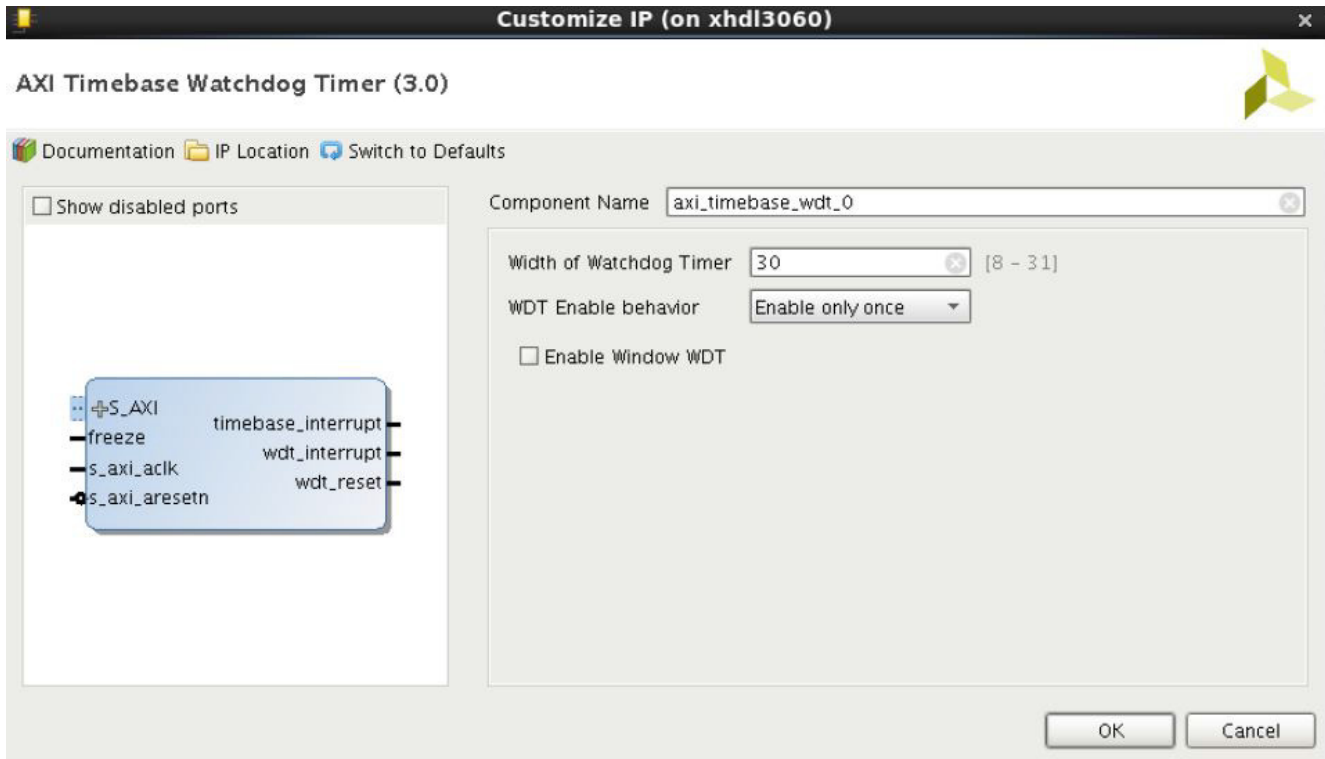 Customize IP (on xhdl3060)
AXI Timebase Watchdog Timer (3.0)
Documentation IP Location Switch to Defaults
Show disabled ports
S_AXI
freeze
s_axi_aclk
s_axi_aresetn
timebase_interrupt
wdt_interrupt
wdt_reset
Component Name axi_timebase_wdt_0
Width of Watchdog Timer 30 [8 - 31]
WDT Enable behavior Enable only once
Enable Window WDT
OK Cancel